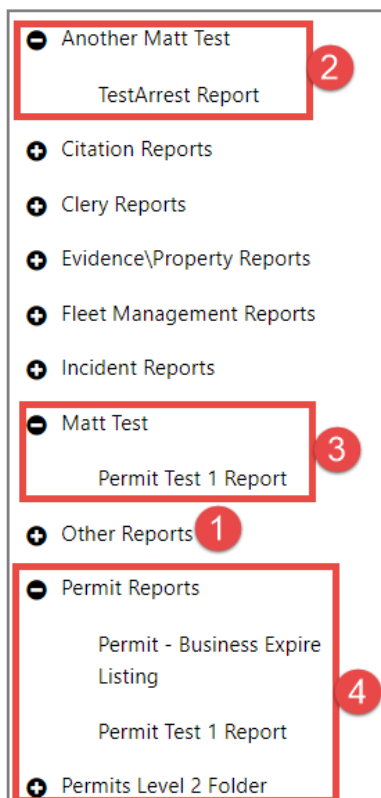 Another Matt Test
2
TestArrest Report
Citation Reports
Clery Reports
Evidence\Property Reports
Fleet Management Reports
Incident Reports
Matt Test
3
Permit Test 1 Report
Other Reports 1
Permit Reports
Permit - Business Expire
Listing
4
Permit Test 1 Report
Permits Level 2 Folder